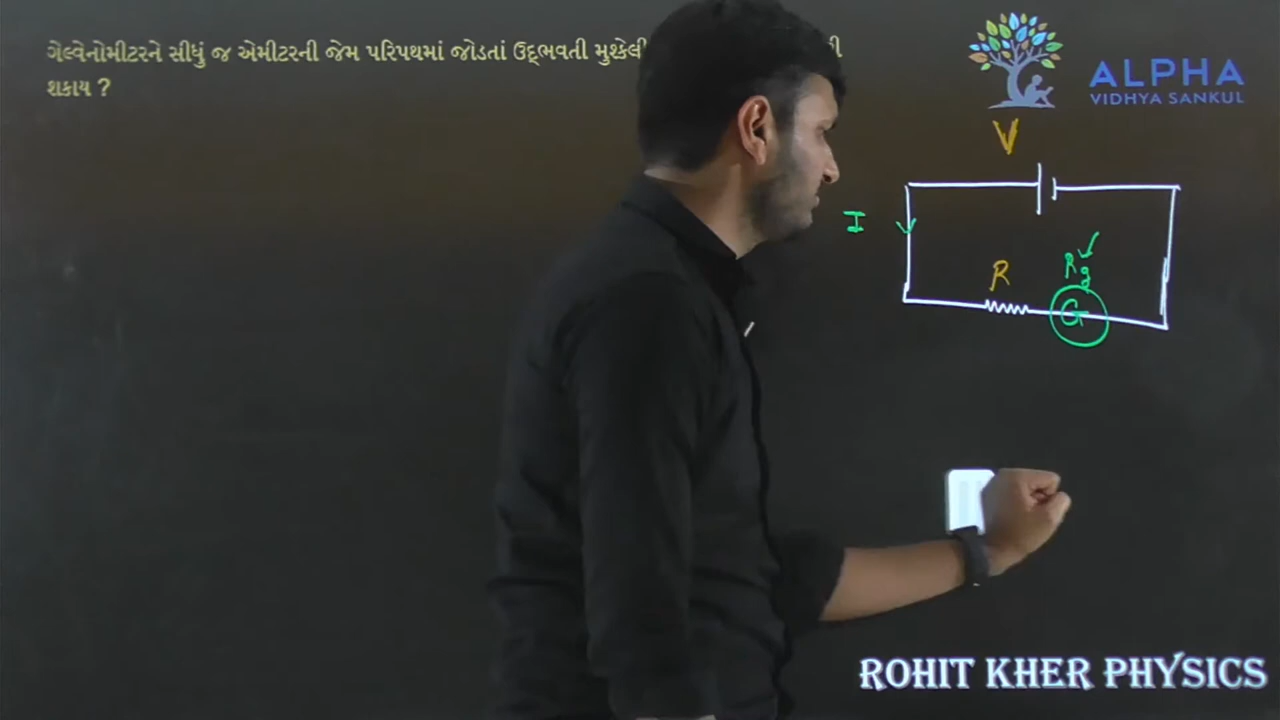 ગેલ્વેનોમીટરને સીધું જ એમીટરની જેમ પરિપથમાં જોડતાં ઉદ્ભવતી
શકાય ?
ALPHA
VIDHYA SANKUL
V
I
R
Rg
G
ROHIT KHER PHYSICS